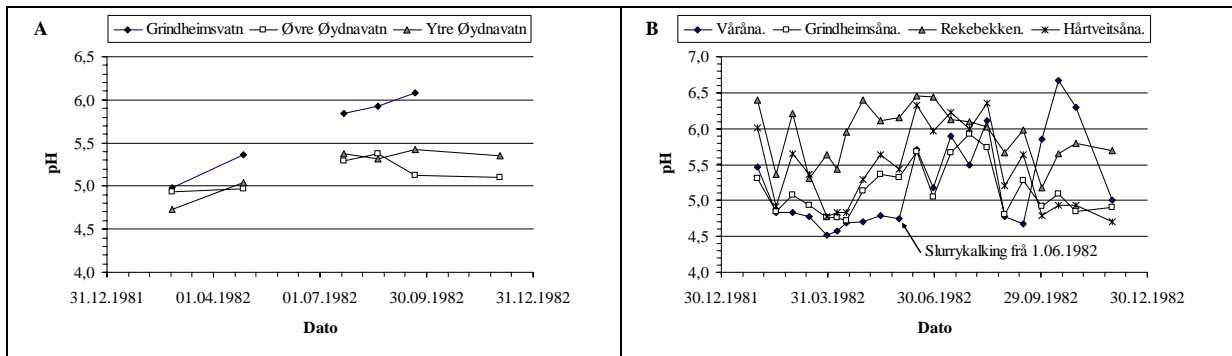 A
Grindheimsvatn Øvre Øydnavatn Ytre Øydnavatn
6,5
6,0
5,5
5,0
4,5
4,0
pH
31.12.1981 01.04.1982 01.07.1982 30.09.1982 31.12.1982
Dato
B
Våråna. Grindheimsåna. Rekebekken. Hårtveitsåna.
7,0
6,5
6,0
5,5
5,0
4,5
4,0
pH
Slurrykalking frå 1.06.1982
30.12.1981 31.03.1982 30.06.1982 29.09.1982 30.12.1982
Dato